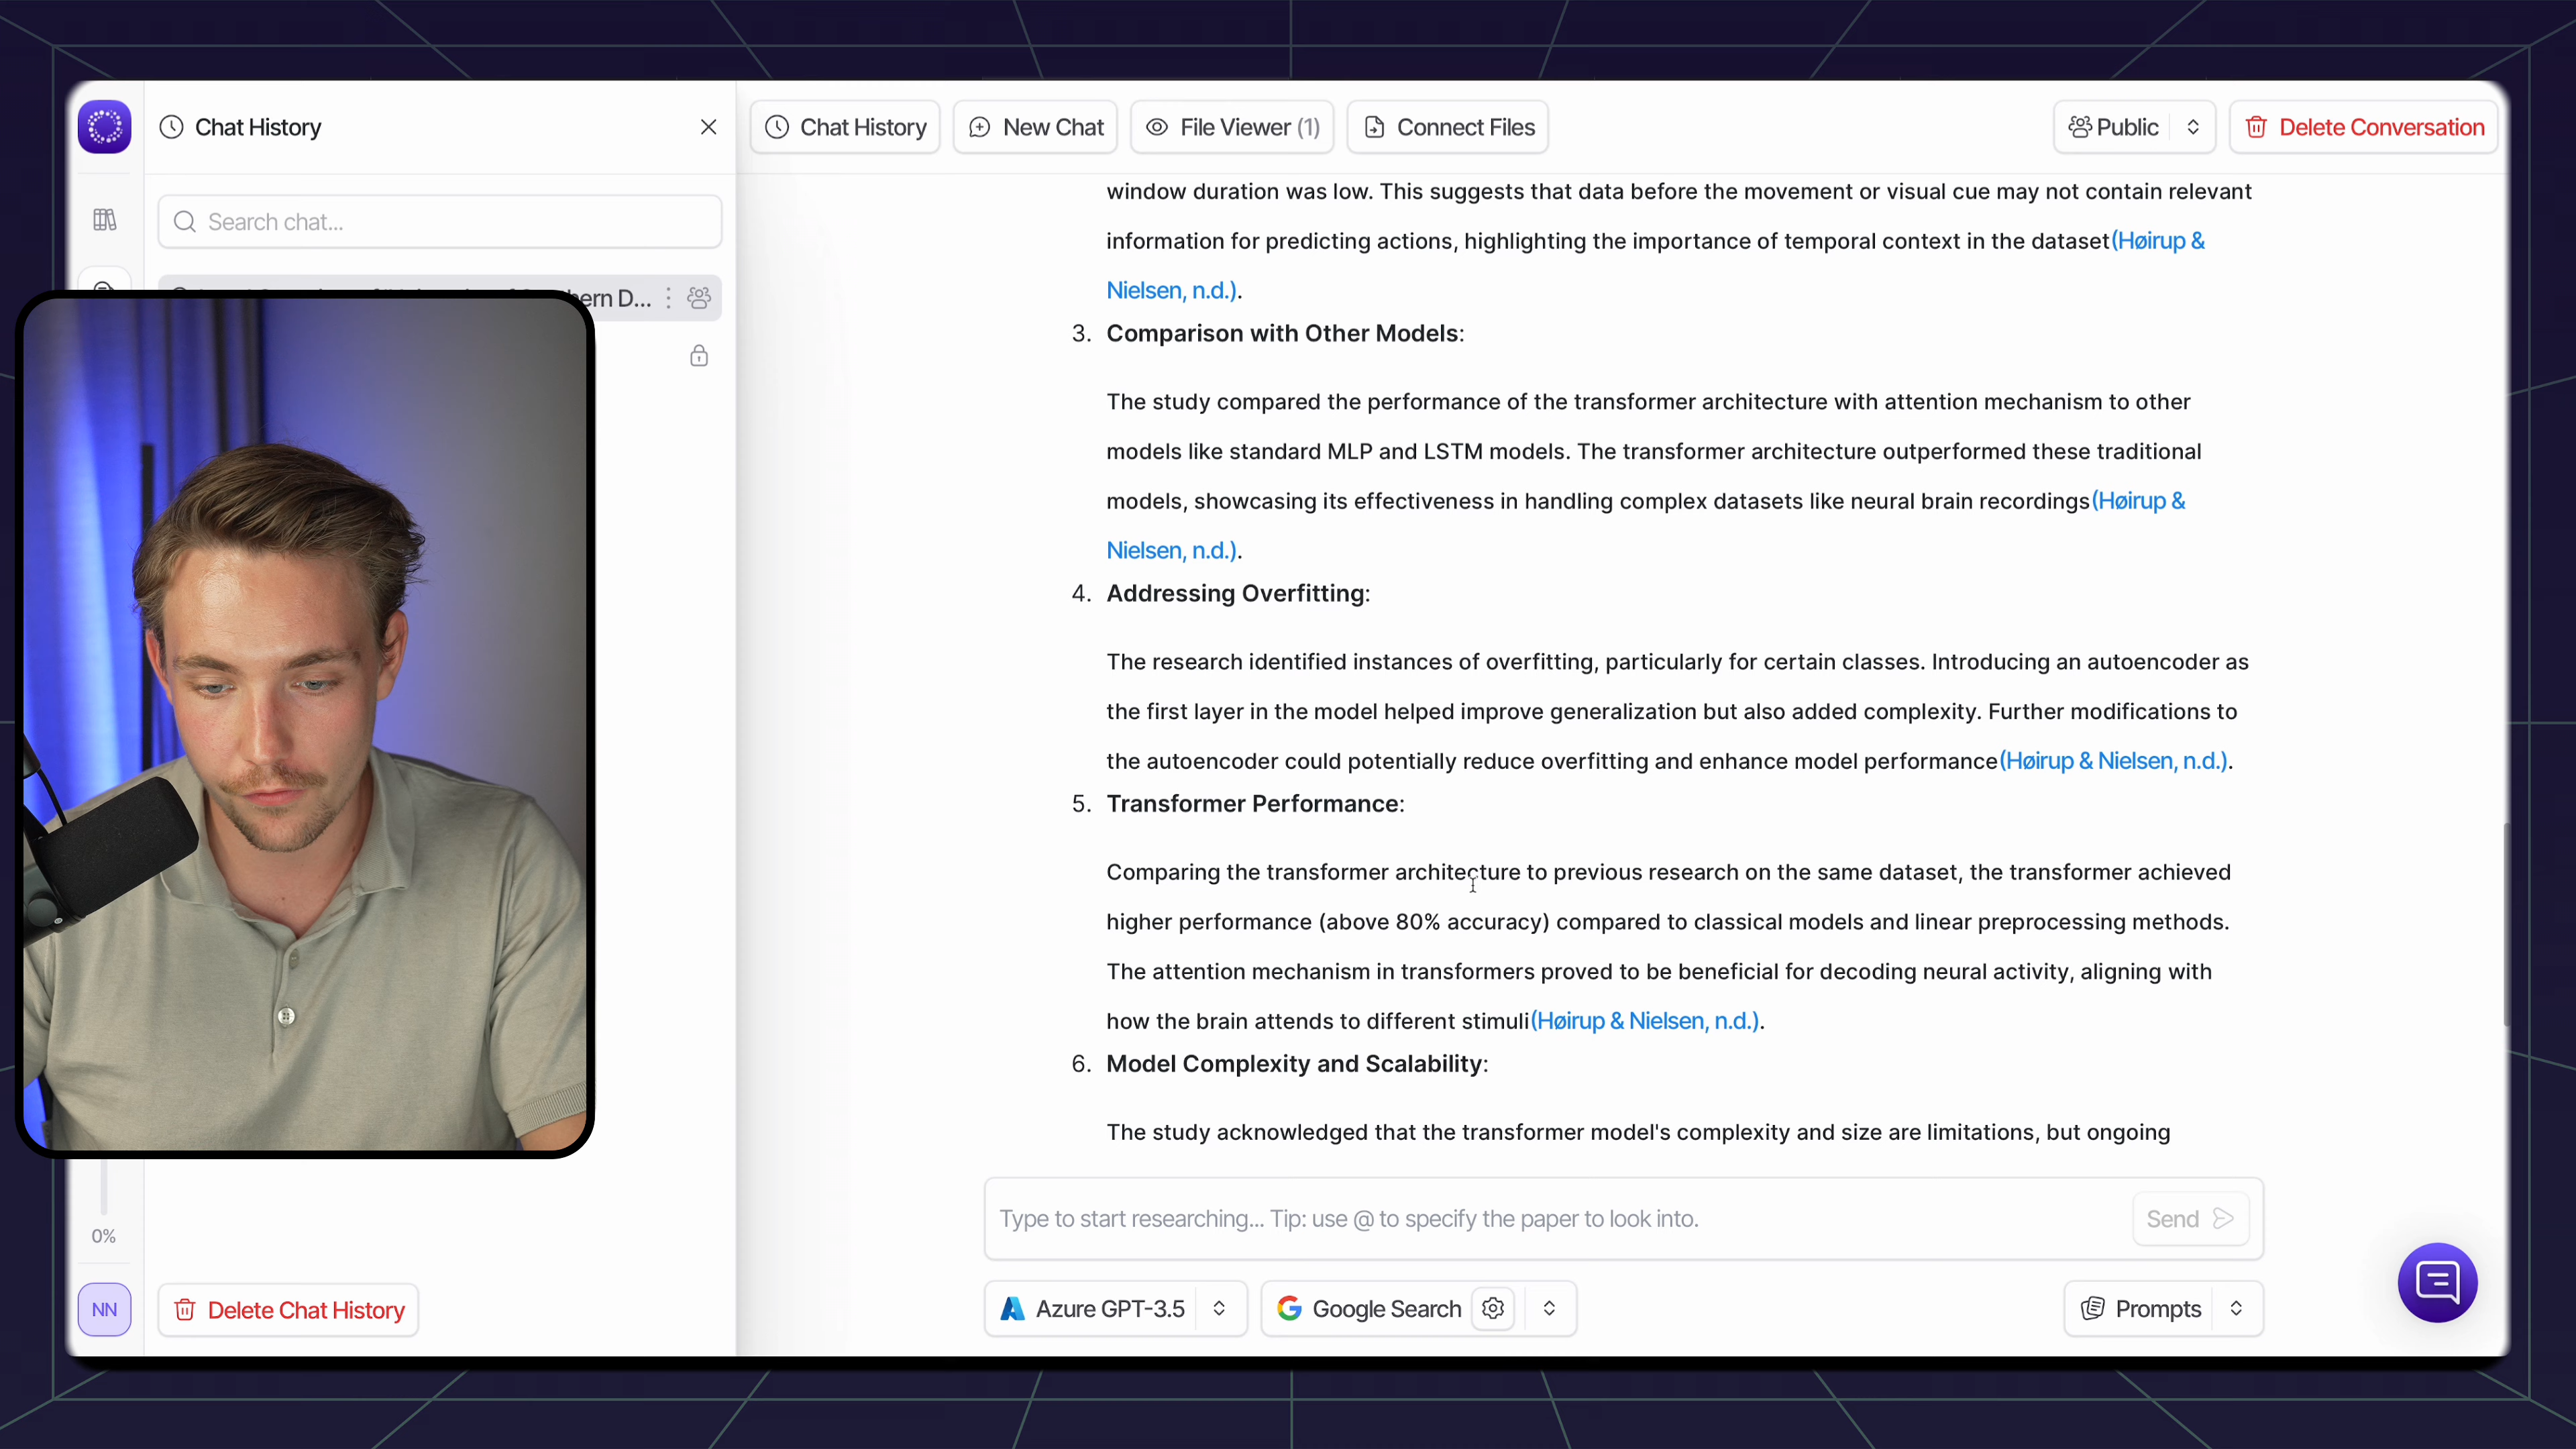 Chat History
Search chat...
ern D...
0%
NN
Delete Chat History
Chat History
New Chat
File Viewer (1)
Connect Files
Public
Delete Conversation
window duration was low. This suggests that data before the movement or visual cue may not contain relevant
information for predicting actions, highlighting the importance of temporal context in the dataset(Høirup &
Nielsen, n.d.).
3. Comparison with Other Models:
The study compared the performance of the transformer architecture with attention mechanism to other
models like standard MLP and LSTM models. The transformer architecture outperformed these traditional
models, showcasing its effectiveness in handling complex datasets like neural brain recordings(Høirup &
Nielsen, n.d.).
4. Addressing Overfitting:
The research identified instances of overfitting, particularly for certain classes. Introducing an autoencoder as
the first layer in the model helped improve generalization but also added complexity. Further modifications to
the autoencoder could potentially reduce overfitting and enhance model performance(Høirup & Nielsen, n.d.).
5. Transformer Performance:
Comparing the transformer architecture to previous research on the same dataset, the transformer achieved
higher performance (above 80% accuracy) compared to classical models and linear preprocessing methods.
The attention mechanism in transformers proved to be beneficial for decoding neural activity, aligning with
how the brain attends to different stimuli(Høirup & Nielsen, n.d.).
6. Model Complexity and Scalability:
The study acknowledged that the transformer model's complexity and size are limitations, but ongoing
Type to start researching... Tip: use @ to specify the paper to look into.
Send
Azure GPT-3.5
Google Search
Prompts